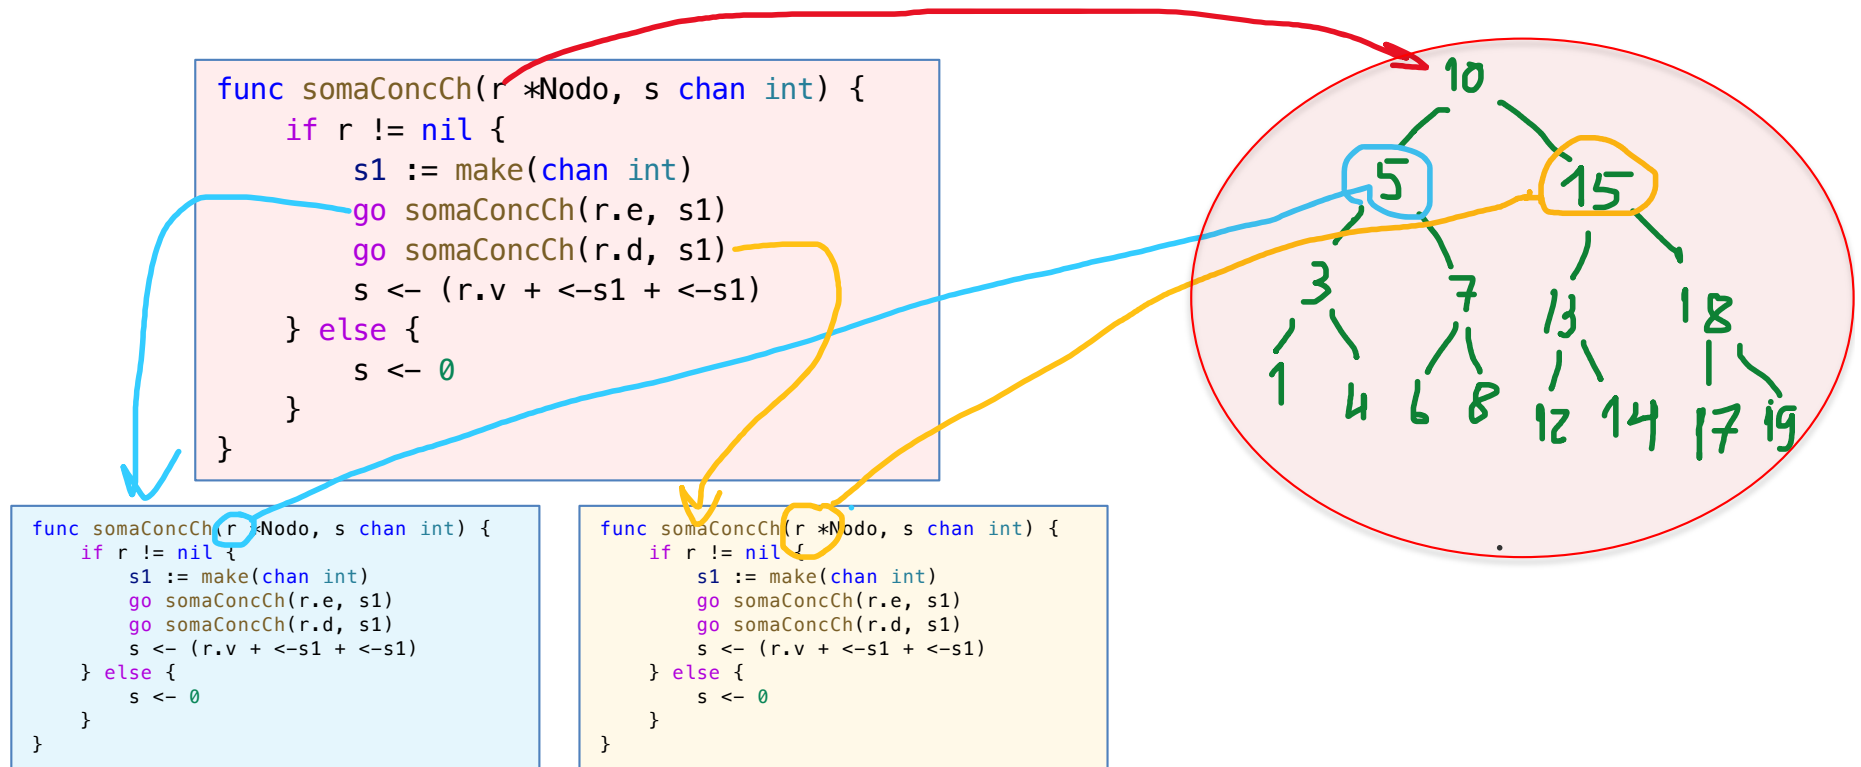 func somaConcCh(r *Nodo, s chan int) {
    if r != nil {
        s1 := make(chan int)
        go somaConcCh(r.e, s1)
        go somaConcCh(r.d, s1)
        s <- (r.v + <-s1 + <-s1)
    } else {
        s <- 0
    }
}
10
5 15
3 7 13 18
1 4 6 8 12 14 17 19
func somaConcCh(r *Nodo, s chan int) {
    if r != nil {
        s1 := make(chan int)
        go somaConcCh(r.e, s1)
        go somaConcCh(r.d, s1)
        s <- (r.v + <-s1 + <-s1)
    } else {
        s <- 0
    }
}
func somaConcCh(r *Nodo, s chan int) {
    if r != nil {
        s1 := make(chan int)
        go somaConcCh(r.e, s1)
        go somaConcCh(r.d, s1)
        s <- (r.v + <-s1 + <-s1)
    } else {
        s <- 0
    }
}